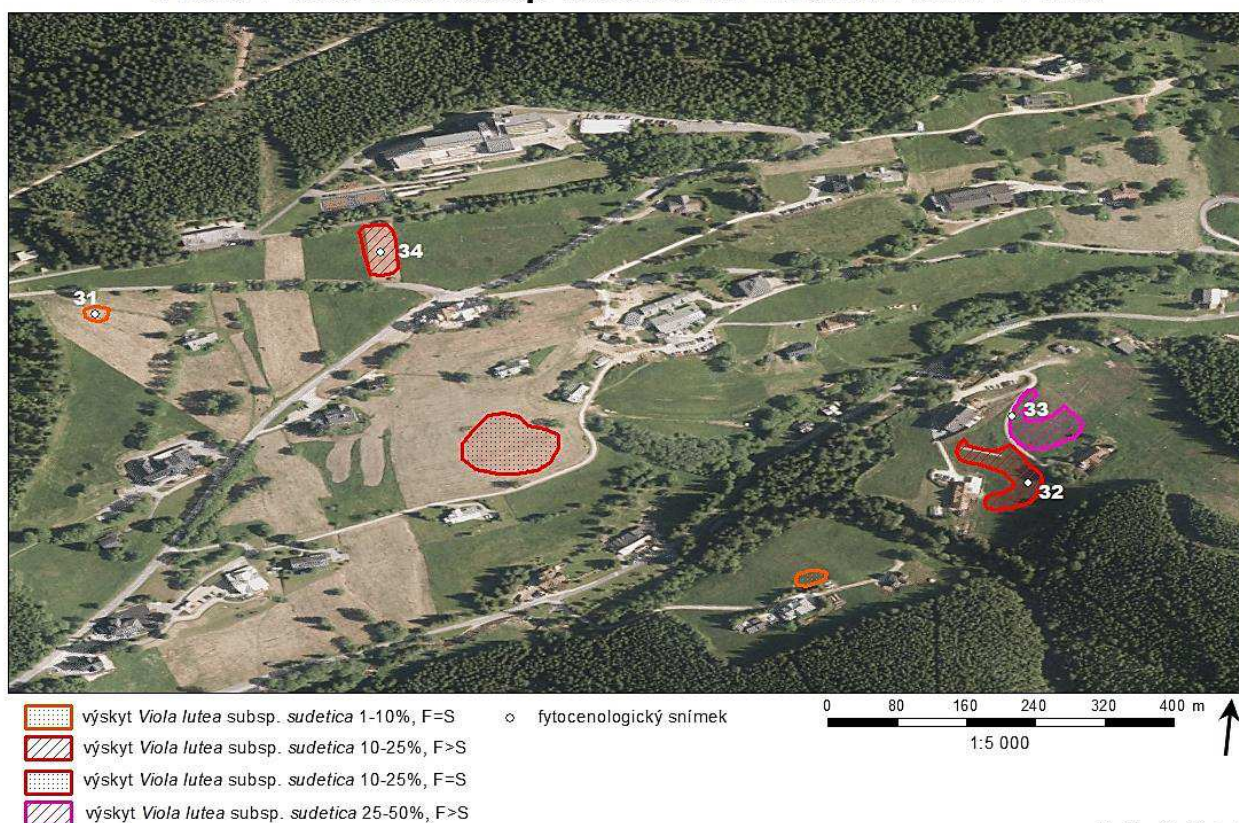 34
31
33
32
výskyt Viola lutea subsp. sudetica 1-10%, F=S
fytocenologický snímek
výskyt Viola lutea subsp. sudetica 10-25%, F>S
výskyt Viola lutea subsp. sudetica 10-25%, F=S
výskyt Viola lutea subsp. sudetica 25-50%, F>S
0 80 160 240 320 400 m
1:5 000